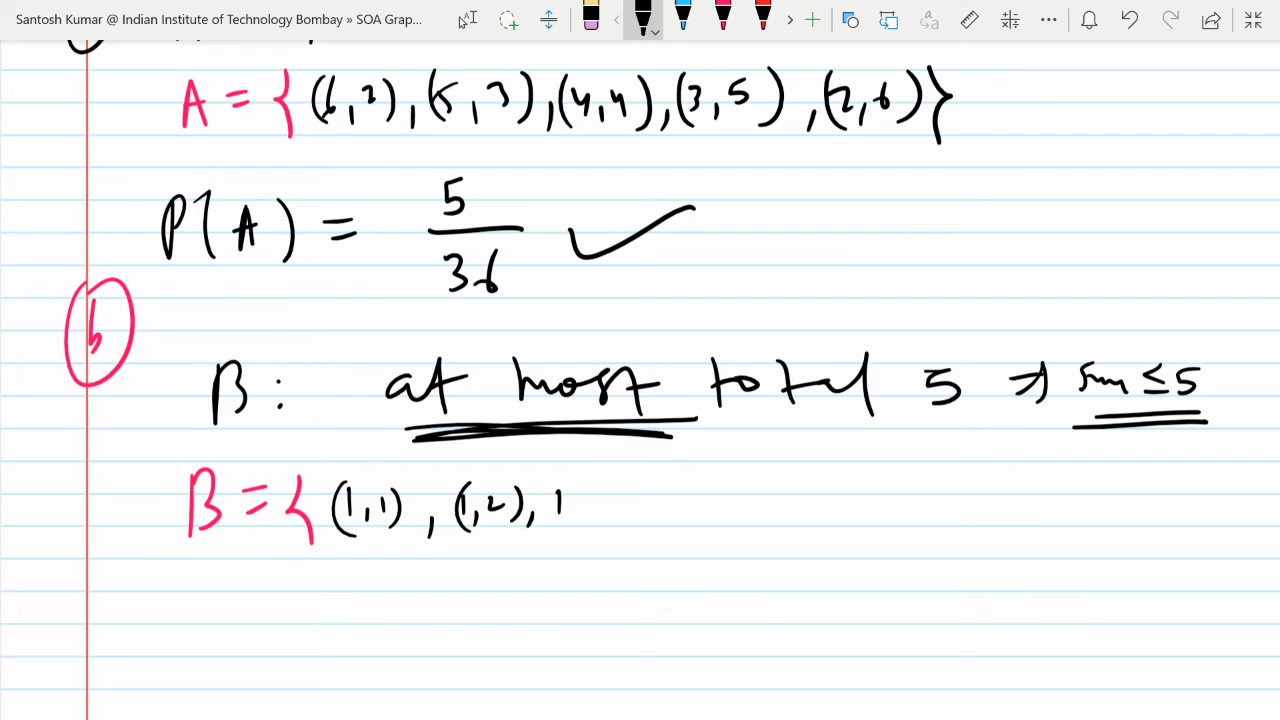 Santosh Kumar @ Indian Institute of Technology Bombay » SOA Grap...
A = { (6,2), (5,3), (4,4), (3,5), (2,6) }
P(A) = 5/36 ✓
b
B: at most total 5 ⇒ sum ≤ 5
B = { (1,1), (1,2), 1